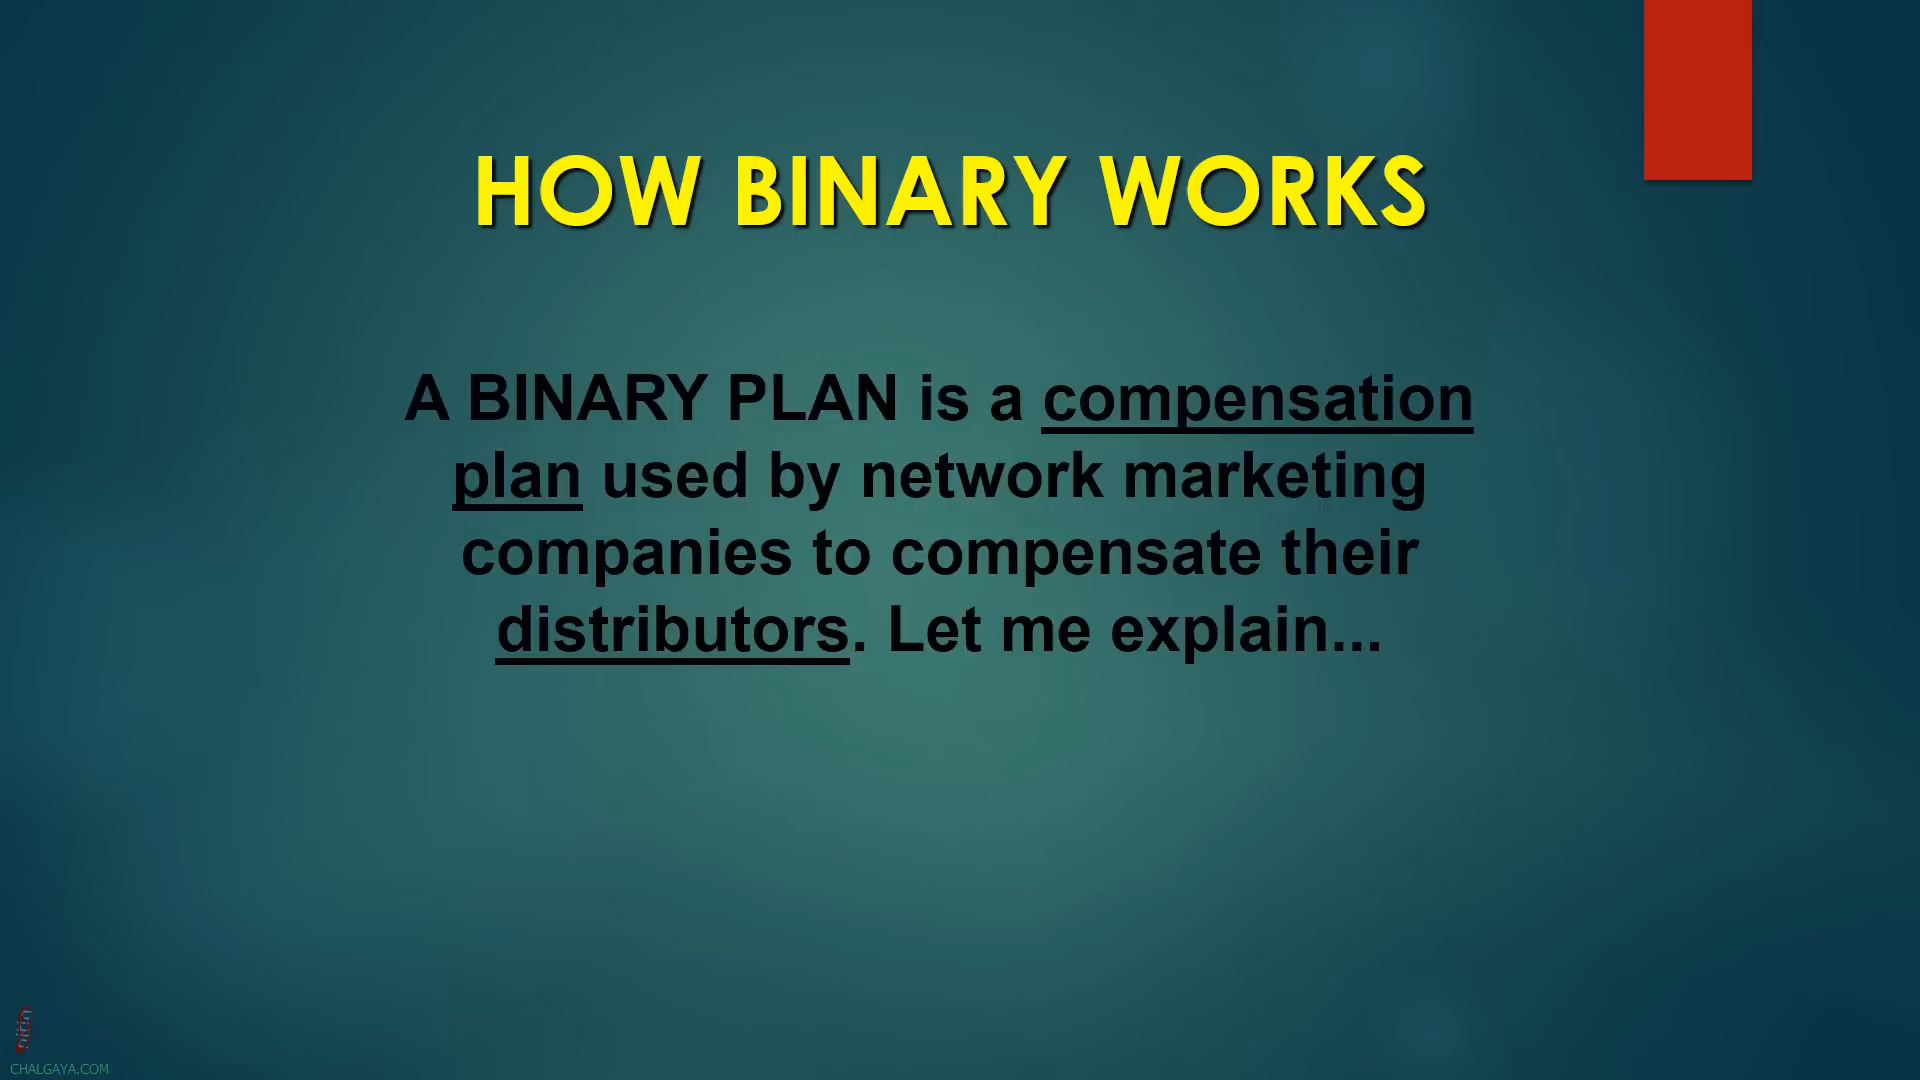 HOW BINARY WORKS
A BINARY PLAN is a compensation
plan used by network marketing
companies to compensate their
distributors. Let me explain...
CHALGAYA.COM